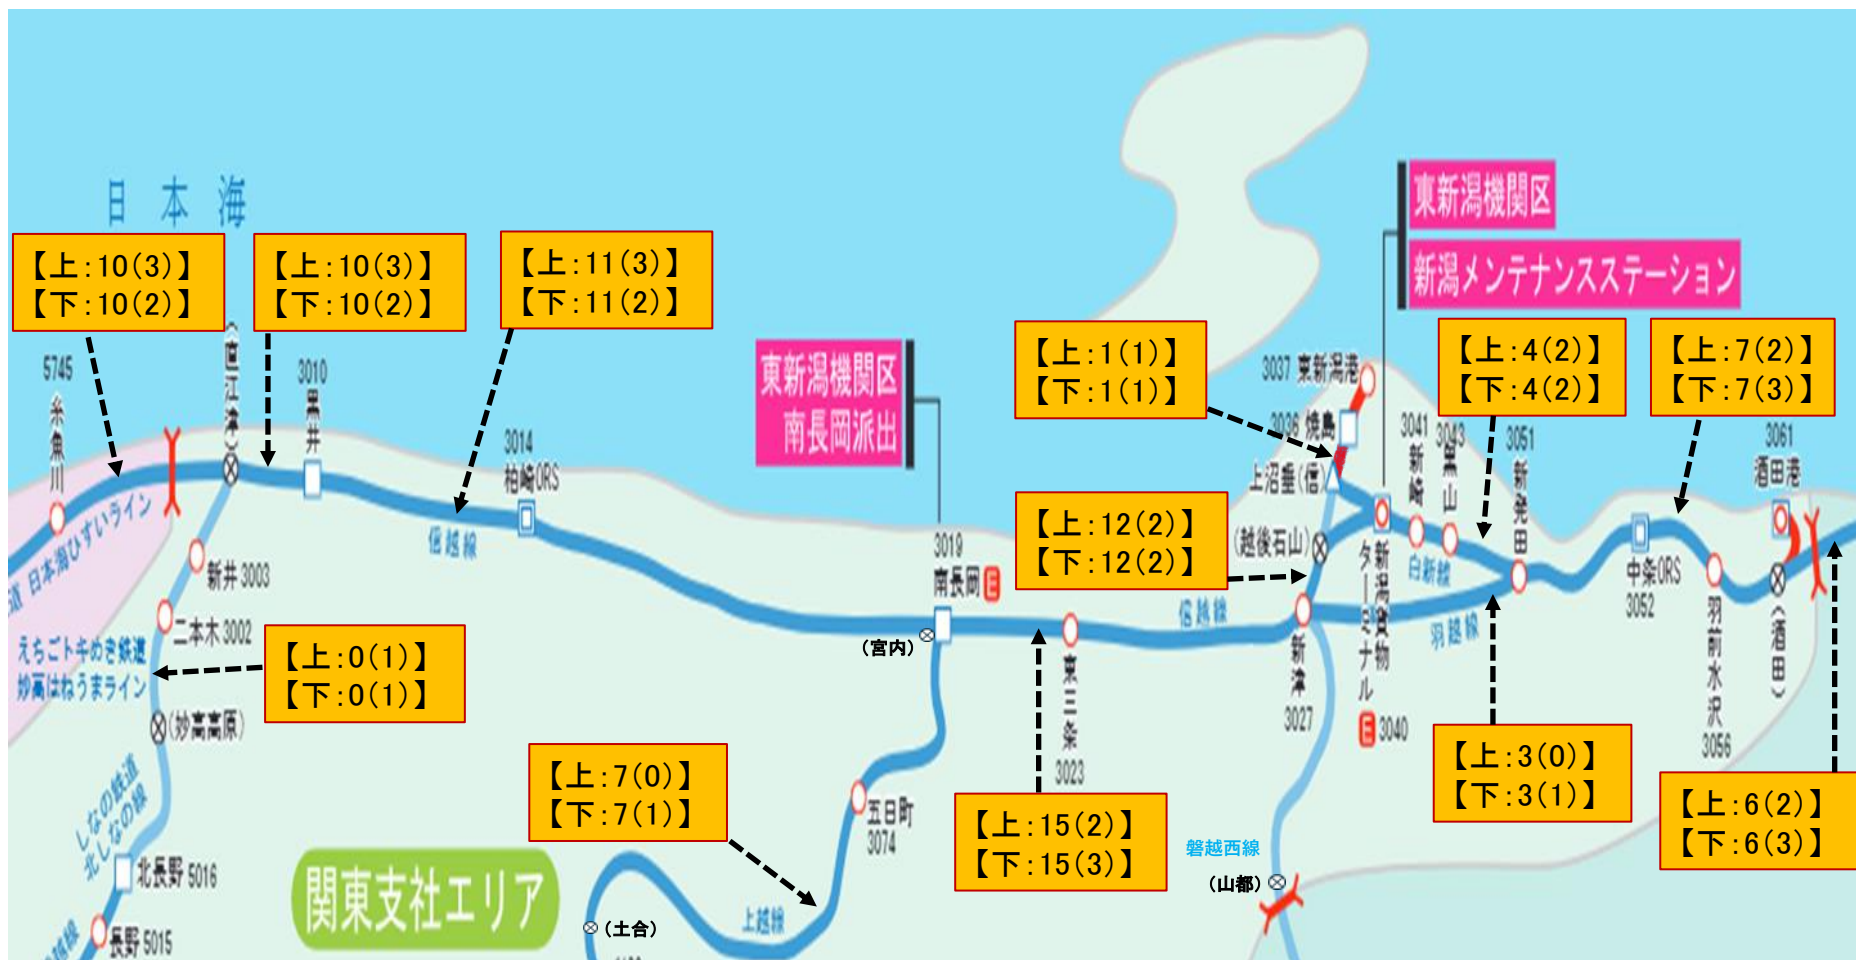 日本海
【上:10(3)】
【下:10(2)】
【上:10(3)】
【下:10(2)】
【上:11(3)】
【下:11(2)】
東新潟機関区
新潟メンテナンスステーション
東新潟機関区
南長岡派出
【上:1(1)】
【下:1(1)】
【上:4(2)】
【下:4(2)】
【上:7(2)】
【下:7(3)】
5745
糸魚川
(直江津)
3010
黒井
3014
柏崎ORS
3037 東新潟港
3036 焼島
上沼垂(信)
3041
新崎
3043
黒山
3051
新発田
3061
酒田港
(酒田)
道 日本海ひすいライン
信越線
【上:12(2)】
【下:12(2)】
(越後石山)
新潟貨物
ターミナル
E 3040
白新線
中条ORS
3052
羽前水沢
3056
新井 3003
二本木 3002
えちごトキめき鉄道
妙高はねうまライン
【上:0(1)】
【下:0(1)】
(妙高高原)
3019
南長岡 E
(宮内)
東三条
3023
信越線
新津
3027
羽越線
しなの鉄道
北しなの線
北長野 5016
長野 5015
越線
【上:7(0)】
【下:7(1)】
五日町
3074
【上:15(2)】
【下:15(3)】
【上:3(0)】
【下:3(1)】
【上:6(2)】
【下:6(3)】
磐越西線
(山都)
関東支社エリア
(土合)
上越線